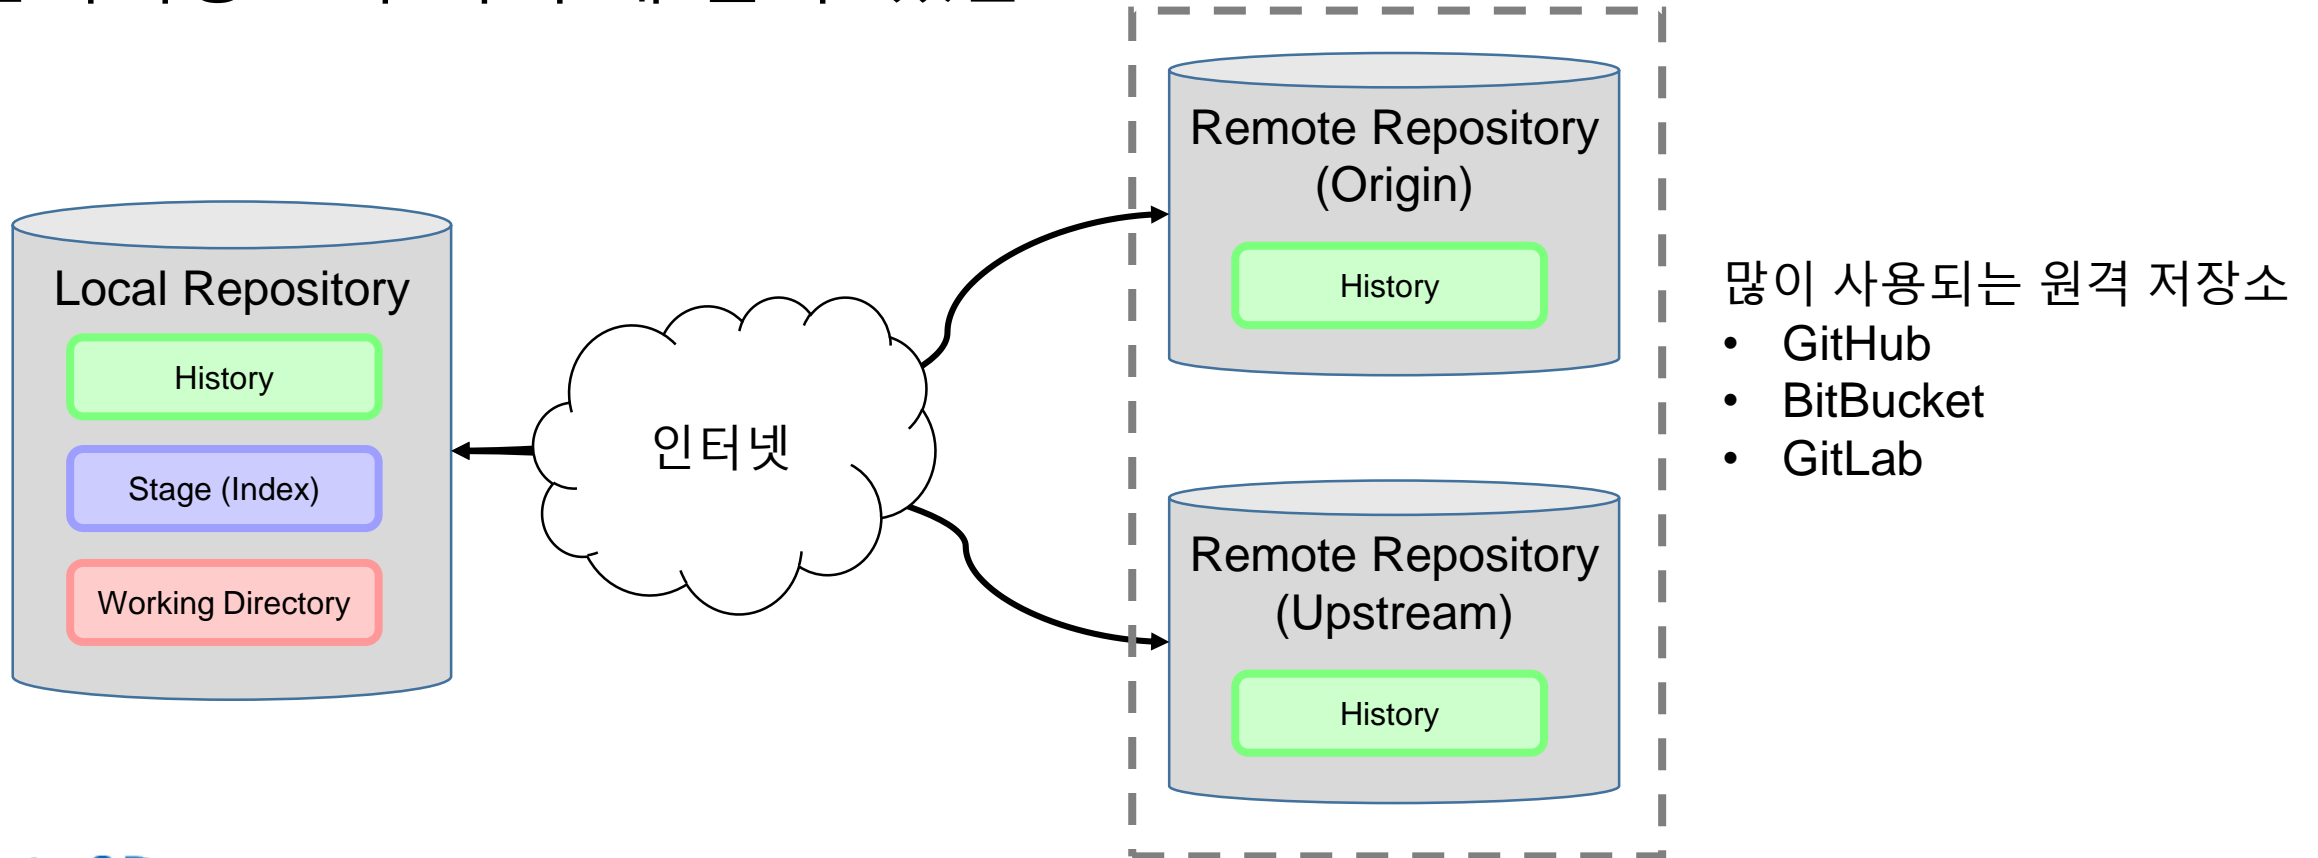 Local Repository
History
Stage (Index)
Working Directory
인터넷
Remote Repository
(Origin)
History
Remote Repository
(Upstream)
History
많이 사용되는 원격 저장소
• GitHub
• BitBucket
• GitLab